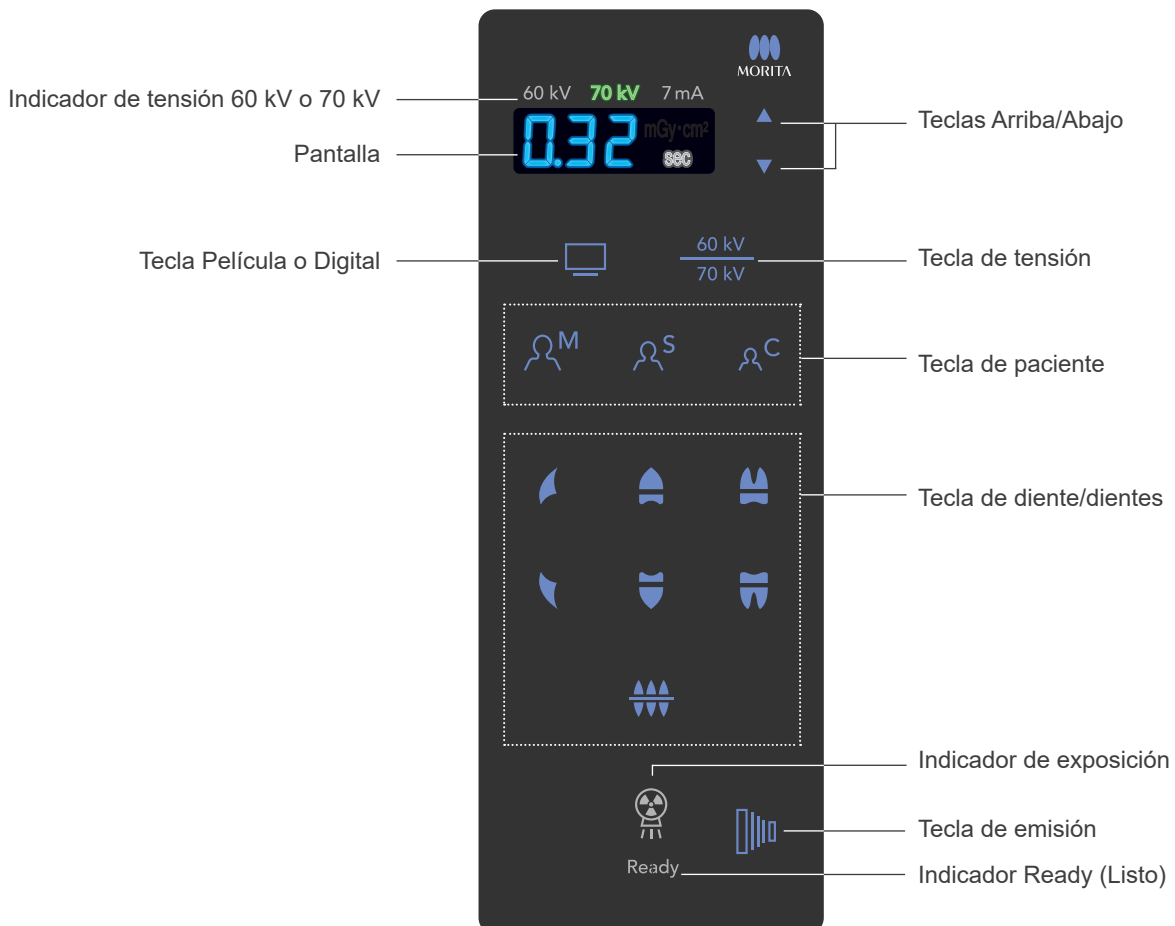 MORITA
Indicador de tensión 60 kV o 70 kV
60 kV 70 kV 7 mA
Teclas Arriba/Abajo
0.32 mGy·cm²
sec
Pantalla
Tecla Película o Digital
60 kV
70 kV
Tecla de tensión
M S C
Tecla de paciente
Tecla de diente/dientes
Indicador de exposición
Tecla de emisión
Ready
Indicador Ready (Listo)